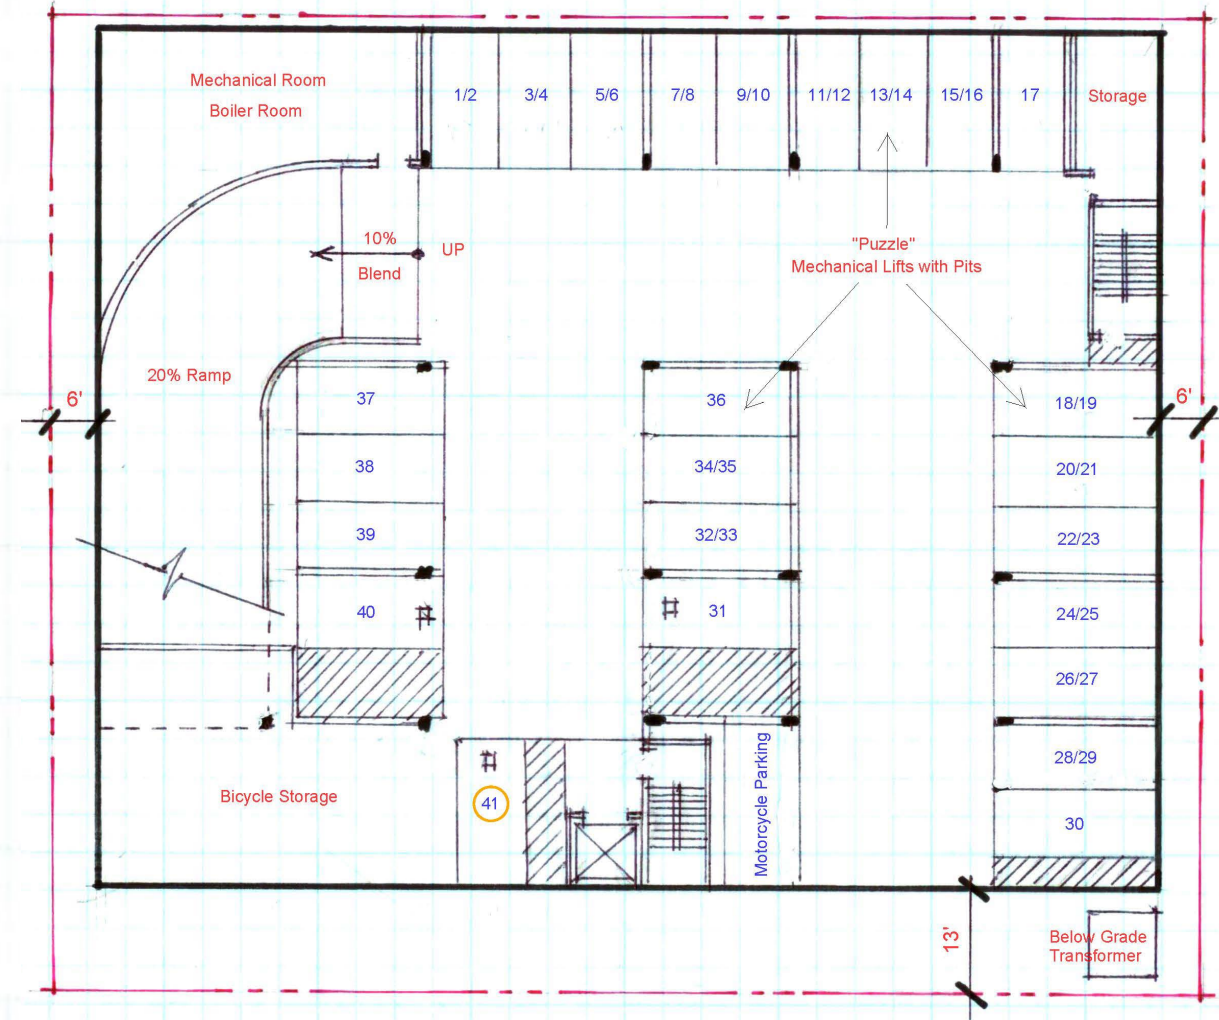 Mechanical Room
Boiler Room
1/2
3/4
5/6
7/8
9/10
11/12
13/14
15/16
17
Storage
10%
Blend
UP
"Puzzle"
Mechanical Lifts with Pits
20% Ramp
6'
6'
37
36
18/19
38
34/35
20/21
39
32/33
22/23
40
31
24/25
26/27
28/29
Motorcycle Parking
Bicycle Storage
41
30
13'
Below Grade
Transformer